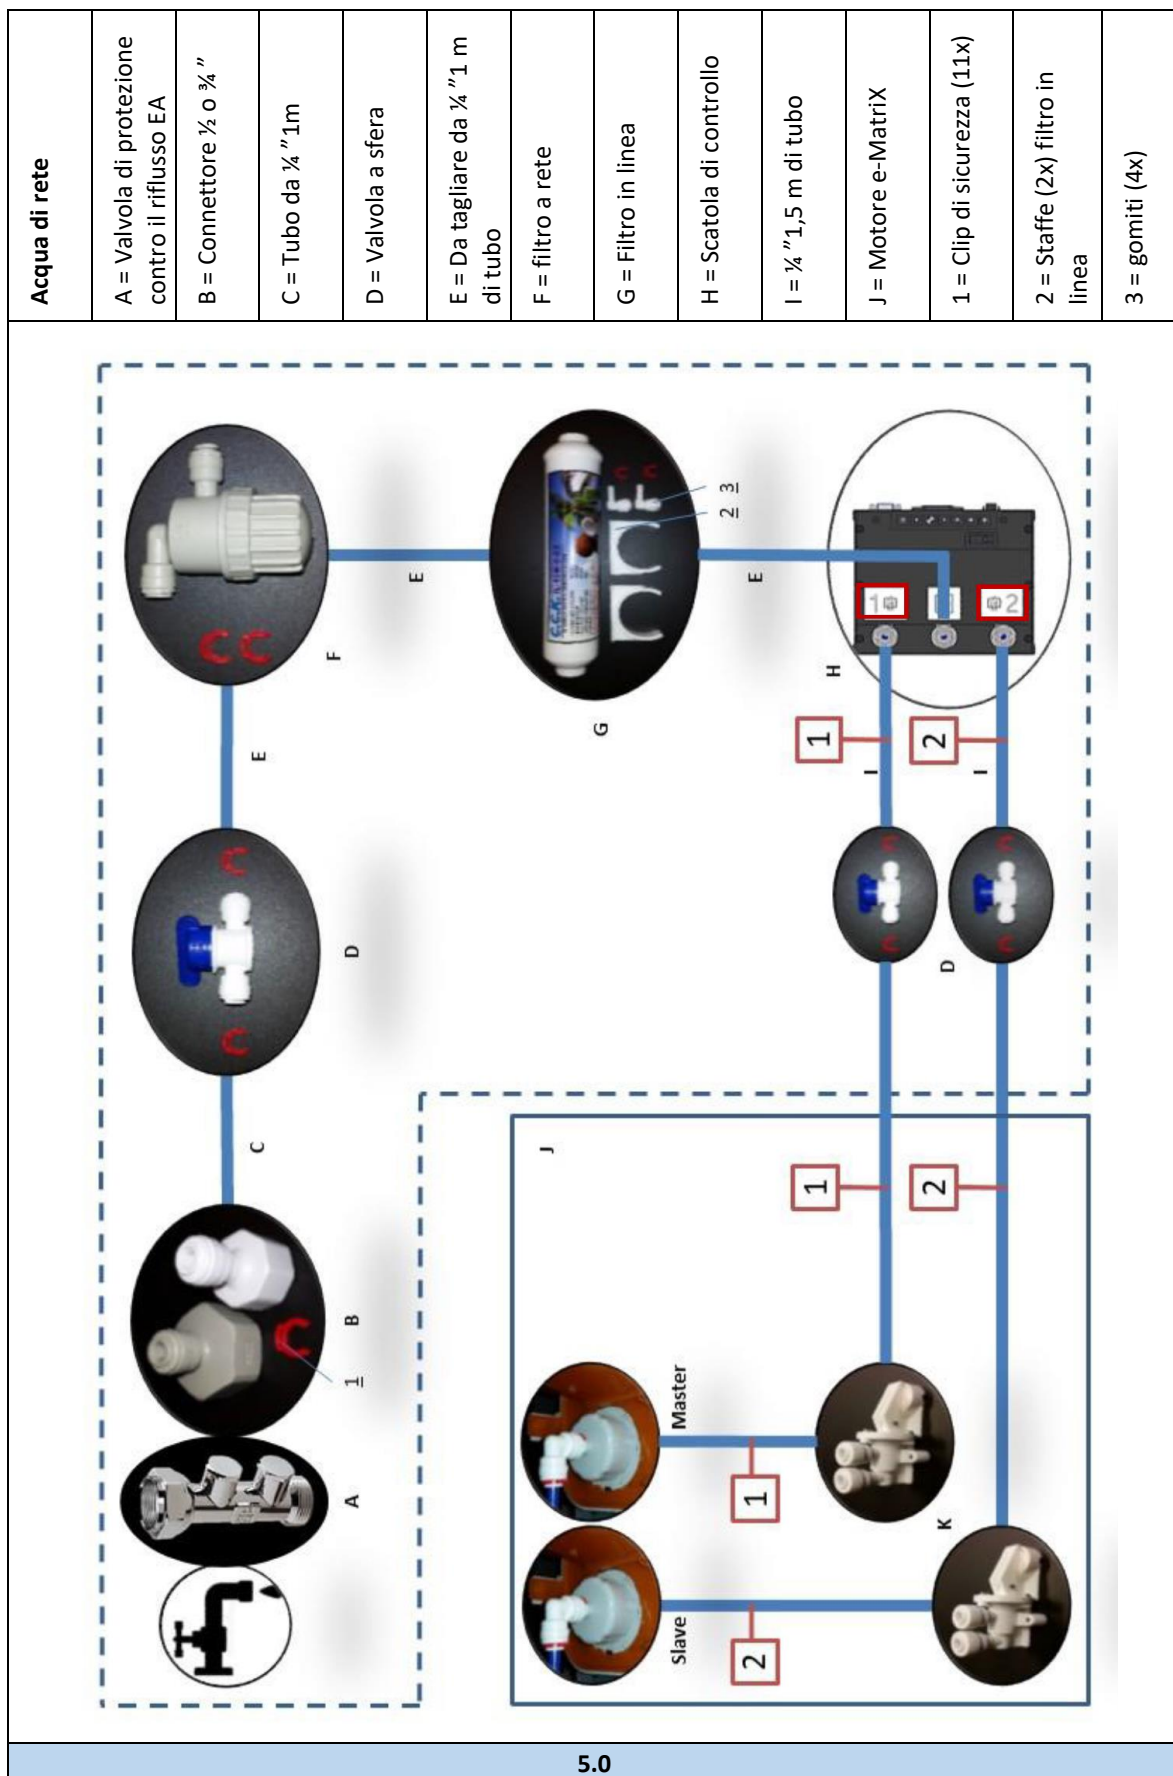 Acqua di rete
A = Valvola di protezione
contro il riflusso EA
B = Connettore ½ o ¾ ”
C = Tubo da ¼ ”1m
D = Valvola a sfera
E = Da tagliare da ¼ ”1 m
di tubo
F = filtro a rete
G = Filtro in linea
H = Scatola di controllo
I = ¼ ”1,5 m di tubo
J = Motore e-MatriX
1 = Clip di sicurezza (11x)
2 = Staffe (2x) filtro in
linea
3 = gomiti (4x)
A
B
1
C
D
E
F
E
G
2
3
E
H
1
2
1
2
I
I
D
J
1
2
Master
Slave
1
2
K
5.0